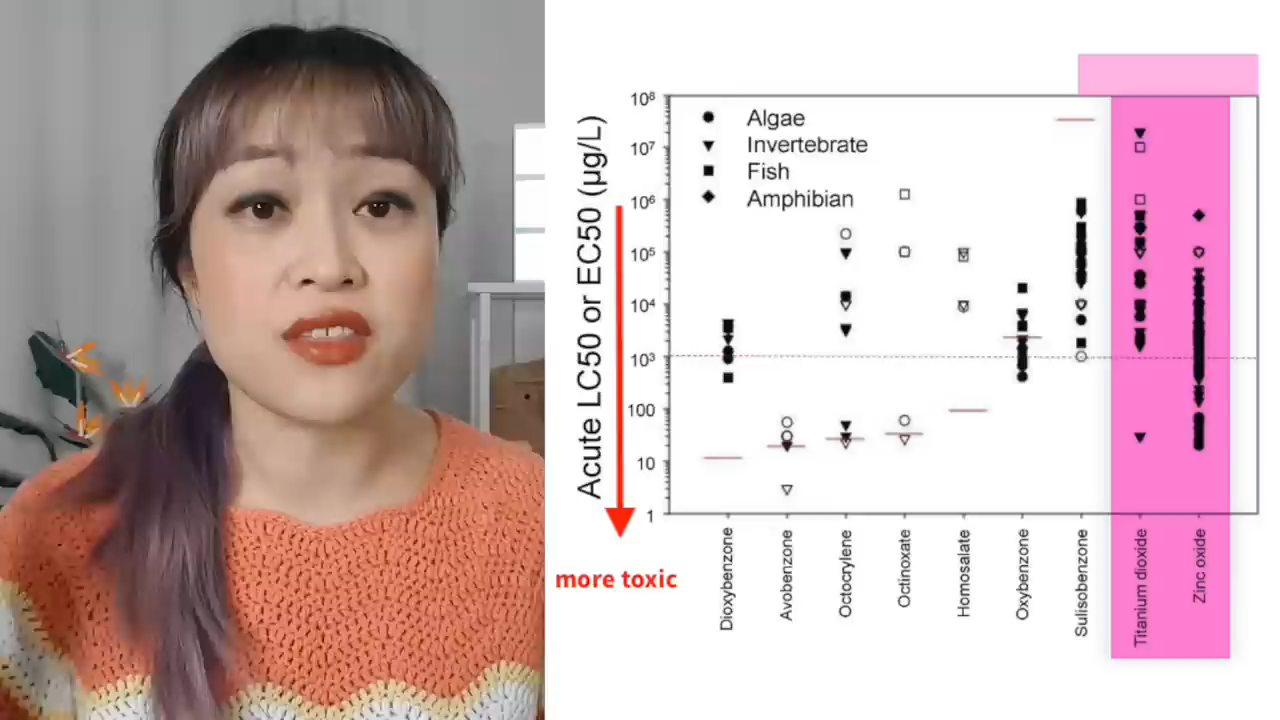 Acute LC50 or EC50 (µg/L)
more toxic
10⁸
10⁷
10⁶
10⁵
10⁴
10³
100
10
1
Algae
Invertebrate
Fish
Amphibian
Dioxybenzone
Avobenzone
Octocrylene
Octinoxate
Homosalate
Oxybenzone
Sulisobenzone
Titanium dioxide
Zinc oxide